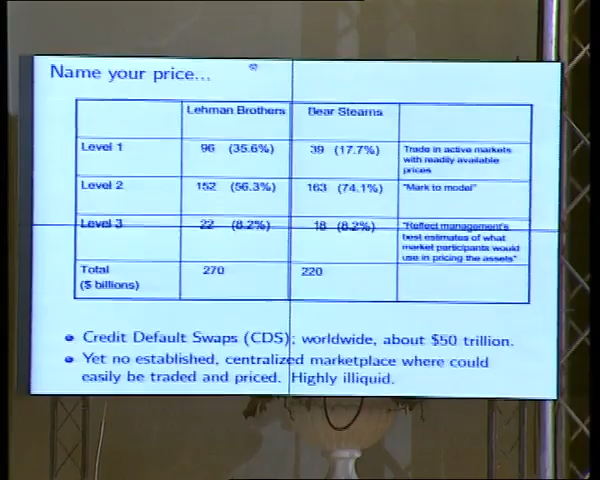 Name your price...
Lehman Brothers Bear Stearns
Level 1 96 (35.6%) 39 (17.7%) Trade in active markets
with readily available
prices
Level 2 152 (56.3%) 163 (74.1%) "Mark to model"
Level 3 22 (8.2%) 18 (8.2%) "Reflect management's
best estimates of what
market participants would
use in pricing the assets"
Total 270 220
($ billions)
Credit Default Swaps (CDS): worldwide, about $50 trillion.
Yet no established, centralized marketplace where could
easily be traded and priced. Highly illiquid.